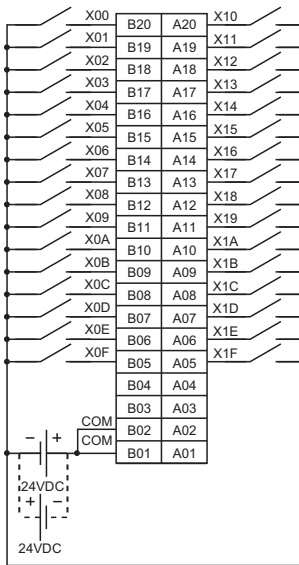 X00 B20 A20 X10
X01 B19 A19 X11
X02 B18 A18 X12
X03 B17 A17 X13
X04 B16 A16 X14
X05 B15 A15 X15
X06 B14 A14 X16
X07 B13 A13 X17
X08 B12 A12 X18
X09 B11 A11 X19
X0A B10 A10 X1A
X0B B09 A09 X1B
X0C B08 A08 X1C
X0D B07 A07 X1D
X0E B06 A06 X1E
X0F B05 A05 X1F
B04 A04
B03 A03
COM B02 A02
COM B01 A01
− +
24VDC
+ −
24VDC